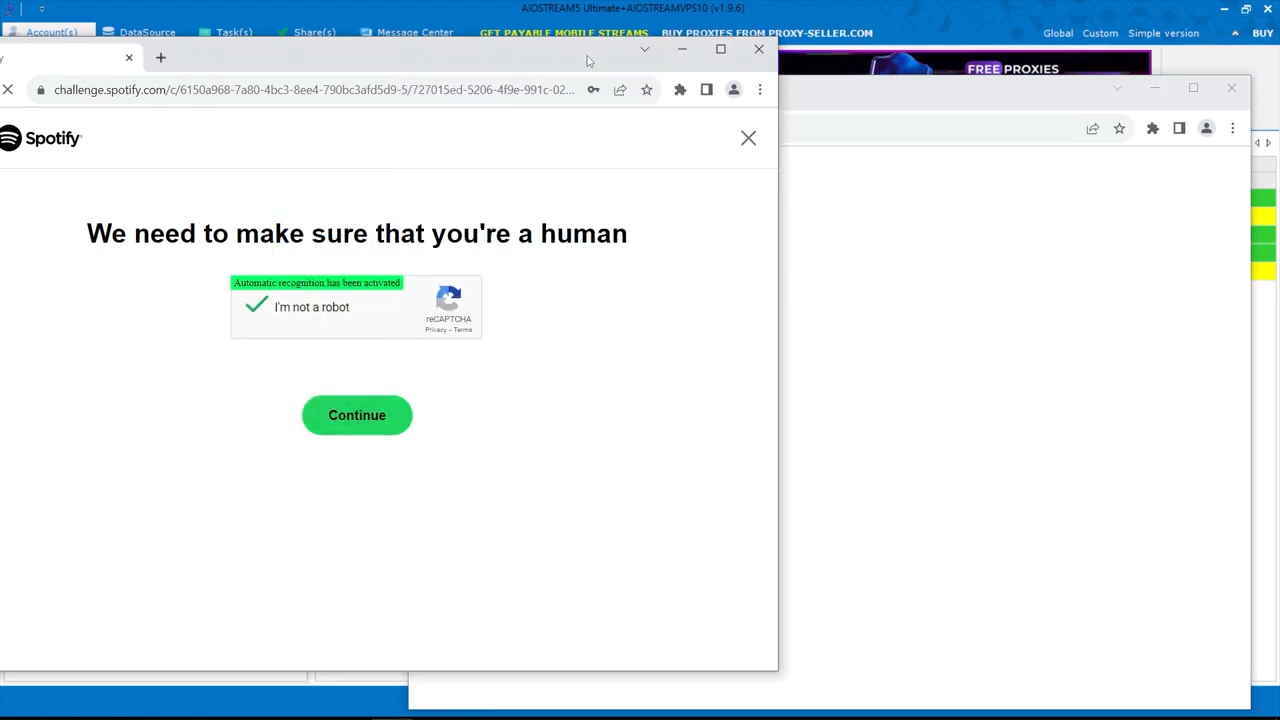 AIOSTREAM5 Ultimate+AIOSTREAMVPS10 (v1.9.6)
Account(s) DataSource Task(s) Share(s) Message Center GET PAYABLE MOBILE STREAMS BUY PROXIES FROM PROXY-SELLER.COM Global Custom Simple version BUY
FREE PROXIES
challenge.spotify.com/c/6150a968-7a80-4bc3-8ee4-790bc3afd5d9-5/727015ed-5206-4f9e-991c-02...
Spotify
We need to make sure that you're a human
Automatic recognition has been activated
I'm not a robot
reCAPTCHA
Privacy - Terms
Continue